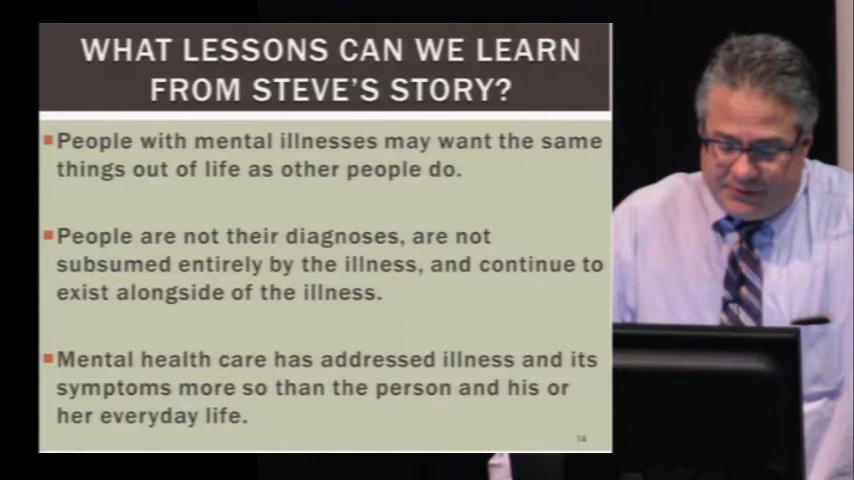 WHAT LESSONS CAN WE LEARN
FROM STEVE'S STORY?
People with mental illnesses may want the same
things out of life as other people do.
People are not their diagnoses, are not
subsumed entirely by the illness, and continue to
exist alongside of the illness.
Mental health care has addressed illness and its
symptoms more so than the person and his or
her everyday life.
14